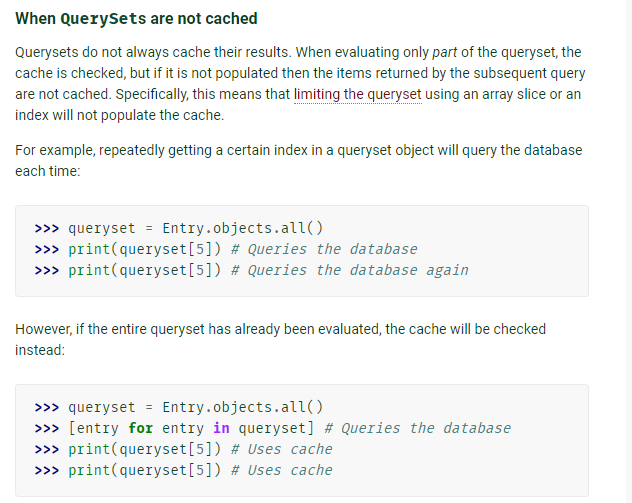 When QuerySets are not cached
Querysets do not always cache their results. When evaluating only part of the queryset, the
cache is checked, but if it is not populated then the items returned by the subsequent query
are not cached. Specifically, this means that limiting the queryset using an array slice or an
index will not populate the cache.
For example, repeatedly getting a certain index in a queryset object will query the database
each time:
>>> queryset = Entry.objects.all()
>>> print(queryset[5]) # Queries the database
>>> print(queryset[5]) # Queries the database again
However, if the entire queryset has already been evaluated, the cache will be checked
instead:
>>> queryset = Entry.objects.all()
>>> [entry for entry in queryset] # Queries the database
>>> print(queryset[5]) # Uses cache
>>> print(queryset[5]) # Uses cache